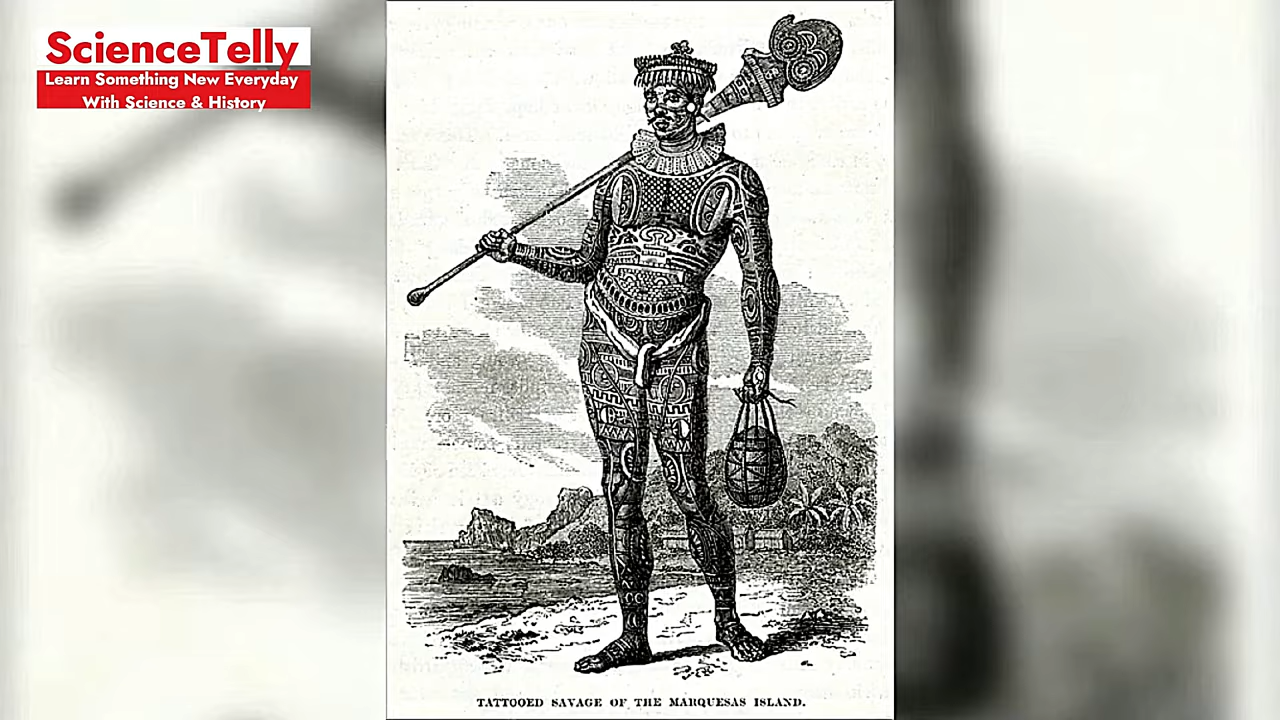 ScienceTelly
Learn Something New Everyday
With Science & History
TATTOOED SAVAGE OF THE MARQUESAS ISLAND.